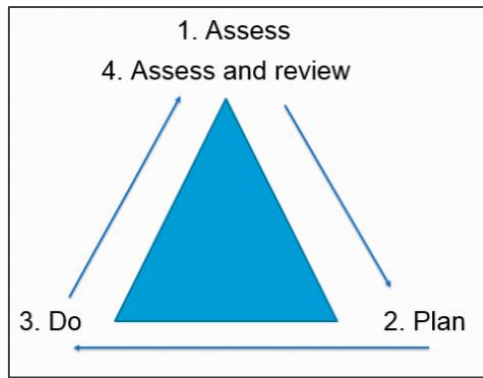 1. Assess
4. Assess and review
3. Do
2. Plan